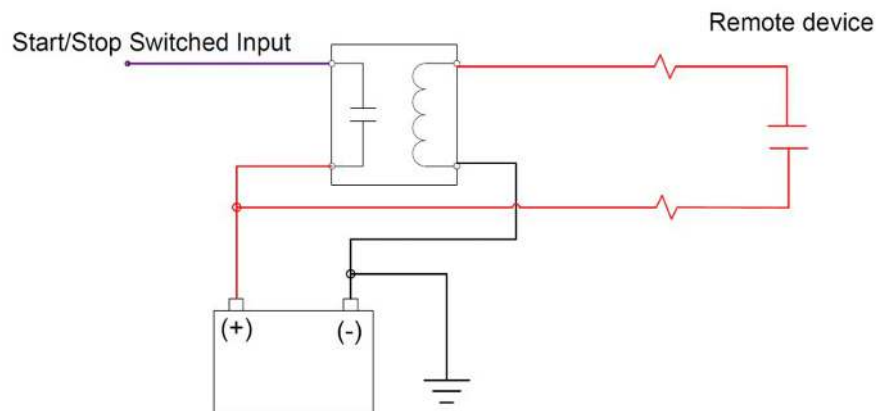 Remote device
Start/Stop Switched Input
(+)
(-)